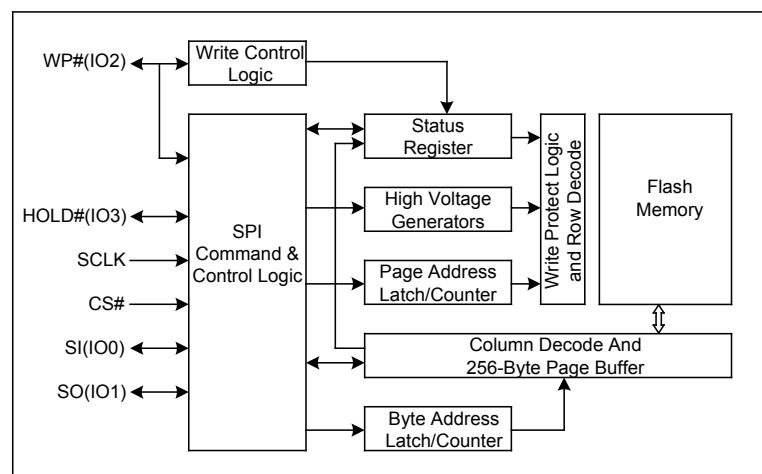 WP#(IO2)
Write Control
Logic
HOLD#(IO3)
SCLK
CS#
SI(IO0)
SO(IO1)
SPI
Command &
Control Logic
Status
Register
High Voltage
Generators
Page Address
Latch/Counter
Write Protect Logic
and Row Decode
Flash
Memory
Column Decode And
256-Byte Page Buffer
Byte Address
Latch/Counter